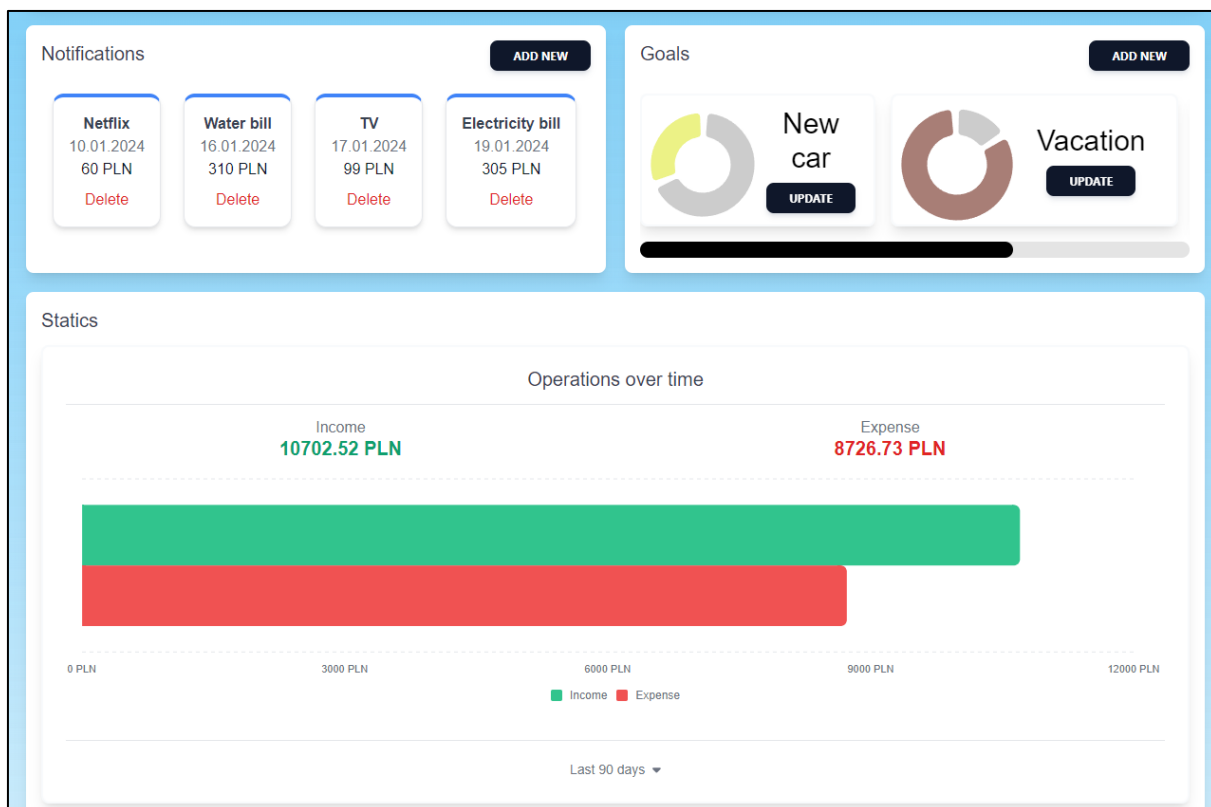 Notifications
ADD NEW
Netflix
10.01.2024
60 PLN
Delete
Water bill
16.01.2024
310 PLN
Delete
TV
17.01.2024
99 PLN
Delete
Electricity bill
19.01.2024
305 PLN
Delete
Goals
ADD NEW
New
car
UPDATE
Vacation
UPDATE
Statics
Operations over time
Income
10702.52 PLN
Expense
8726.73 PLN
0 PLN
3000 PLN
6000 PLN
9000 PLN
12000 PLN
Income
Expense
Last 90 days